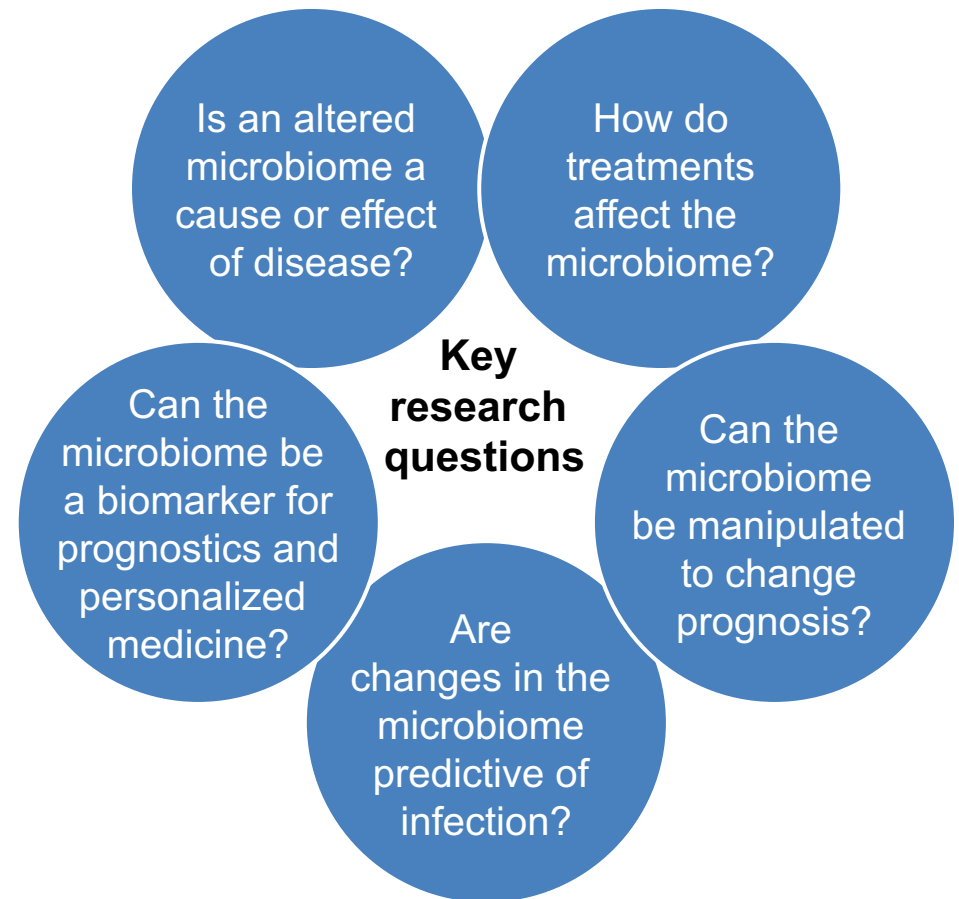 Is an altered
microbiome a
cause or effect
of disease?
How do
treatments
affect the
microbiome?
Key
research
questions
Can the
microbiome be
a biomarker for
prognostics and
personalized
medicine?
Can the
microbiome
be manipulated
to change
prognosis?
Are
changes in the
microbiome
predictive of
infection?